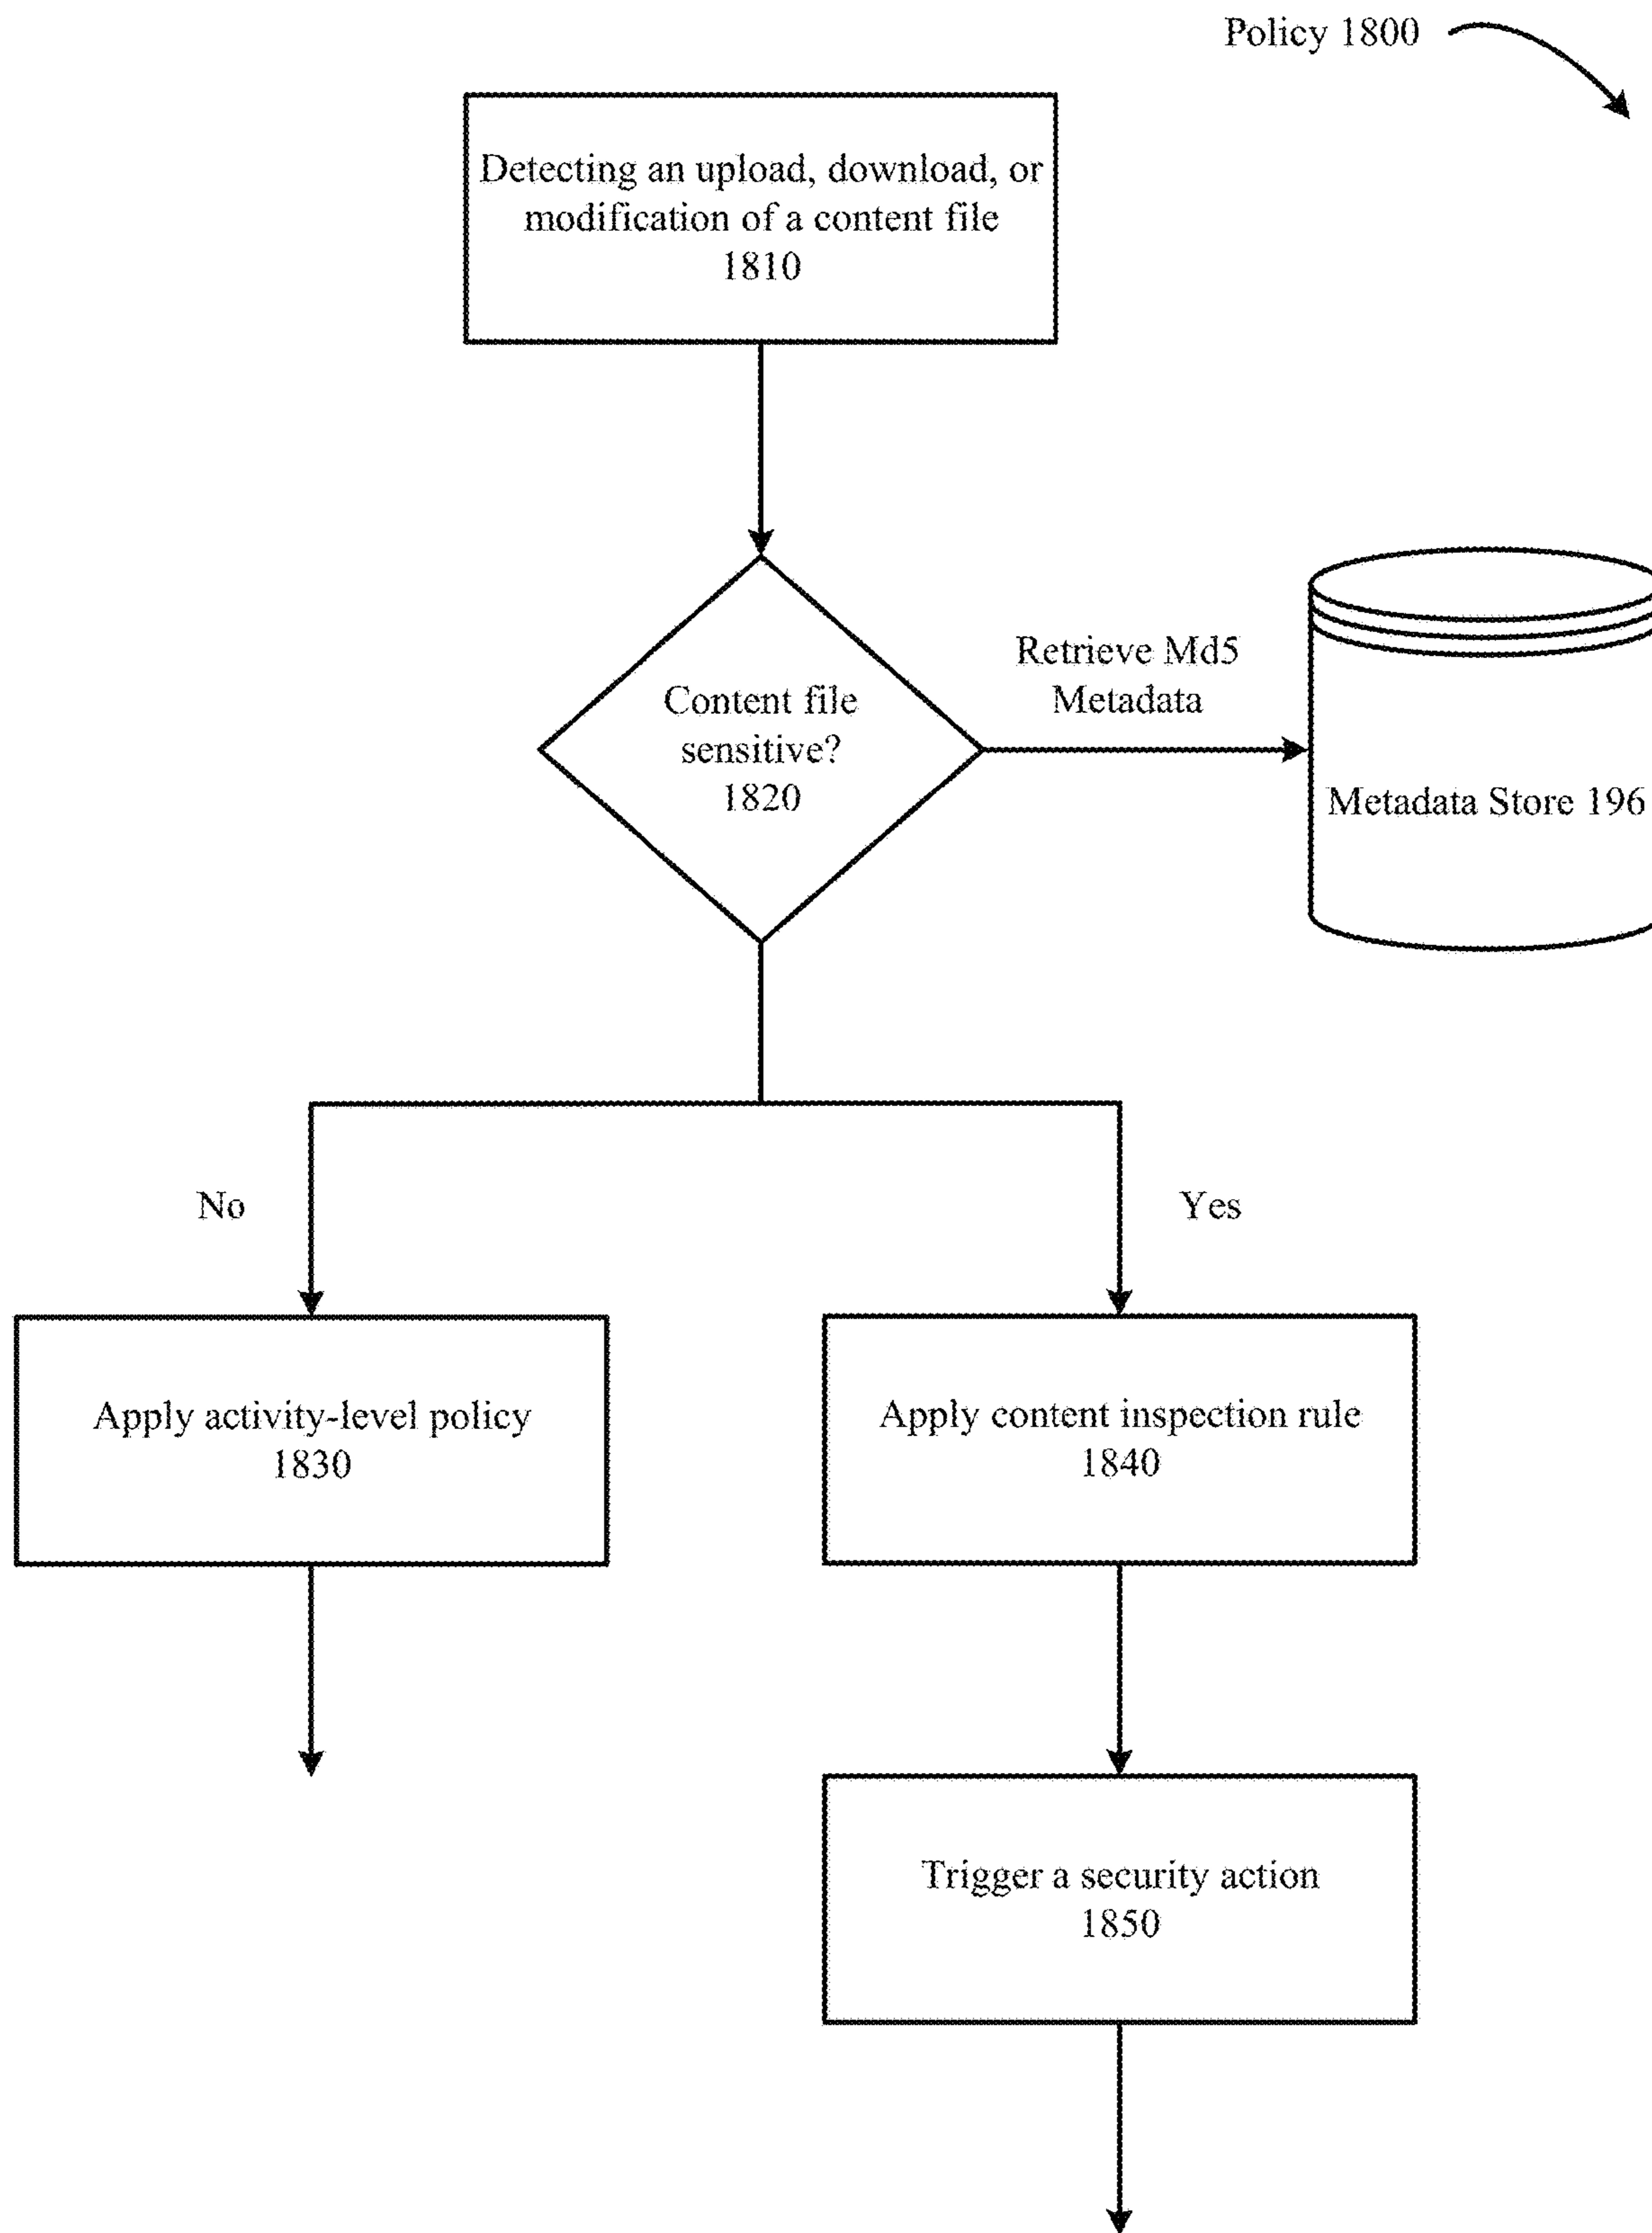 Policy 1800
Detecting an upload, download, or
modification of a content file
1810
Retrieve Md5
Metadata
Content file
sensitive?
1820
Metadata Store 196
No
Yes
Apply activity-level policy
1830
Apply content inspection rule
1840
Trigger a security action
1850